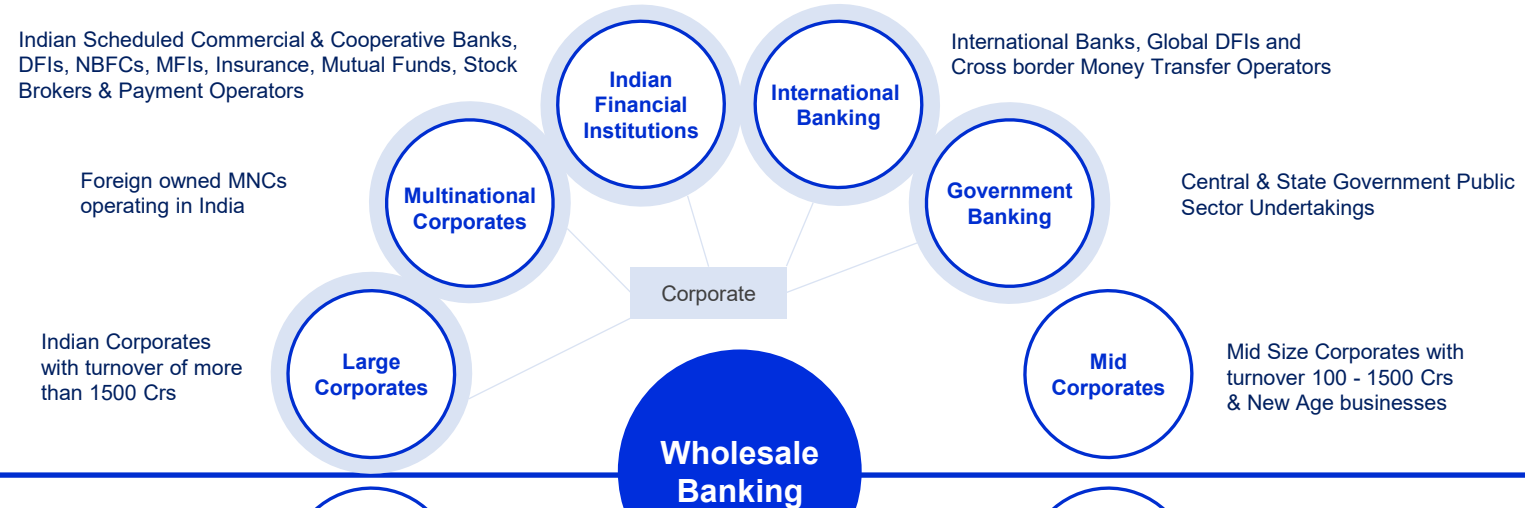 Indian Scheduled Commercial & Cooperative Banks,
DFIs, NBFCs, MFIs, Insurance, Mutual Funds, Stock
Brokers & Payment Operators
Indian
Financial
Institutions
International
Banking
International Banks, Global DFIs and
Cross border Money Transfer Operators
Foreign owned MNCs
operating in India
Multinational
Corporates
Government
Banking
Central & State Government Public
Sector Undertakings
Corporate
Indian Corporates
with turnover of more
than 1500 Crs
Large
Corporates
Mid
Corporates
Mid Size Corporates with
turnover 100 - 1500 Crs
& New Age businesses
Wholesale
Banking